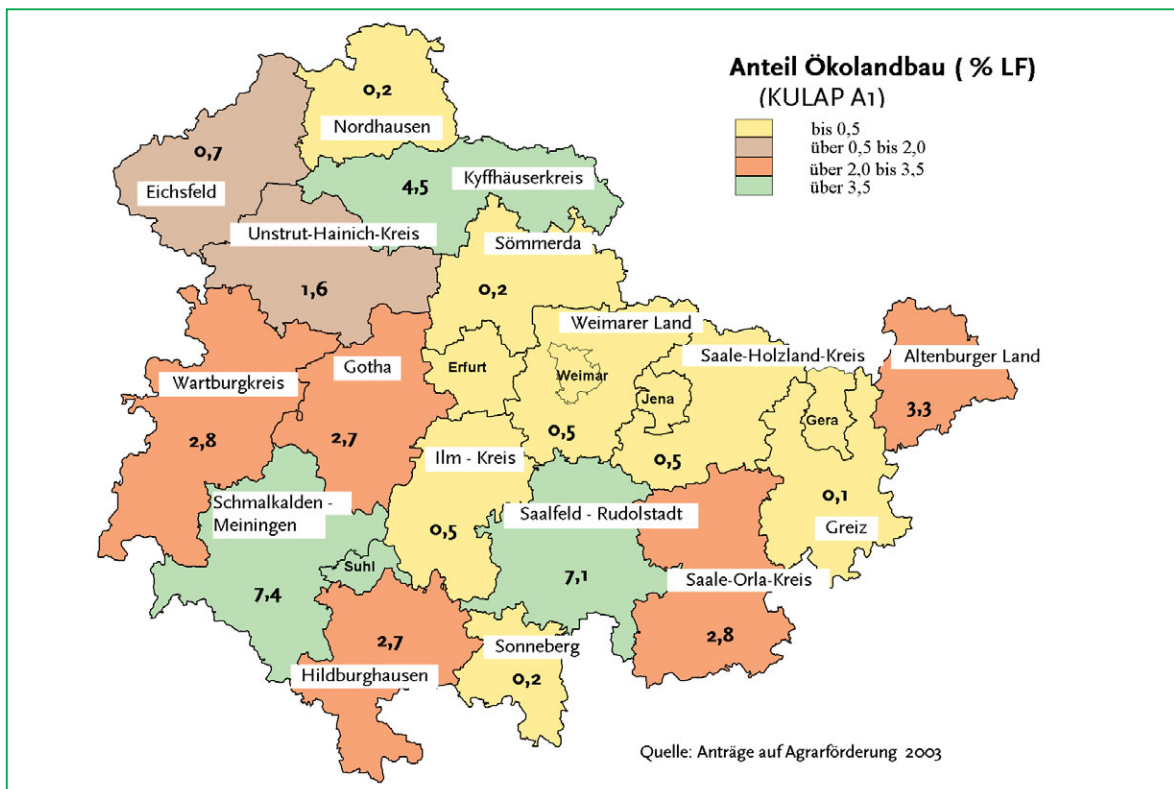 Anteil Ökolandbau ( % LF)
(KULAP A1)
bis 0,5
über 0,5 bis 2,0
über 2,0 bis 3,5
über 3,5
0,2
Nordhausen
0,7
Eichsfeld
4,5
Kyffhäuserkreis
Unstrut-Hainich-Kreis
1,6
Sömmerda
0,2
Weimarer Land
Weimar
0,5
Erfurt
Saale-Holzland-Kreis
Jena
0,5
Altenburger Land
3,3
Gera
0,1
Greiz
Wartburgkreis
2,8
Gotha
2,7
Ilm - Kreis
0,5
Schmalkalden -
Meiningen
7,4
Suhl
Saalfeld - Rudolstadt
7,1
Saale-Orla-Kreis
2,8
2,7
Hildburghausen
Sonneberg
0,2
Quelle: Anträge auf Agrarförderung 2003